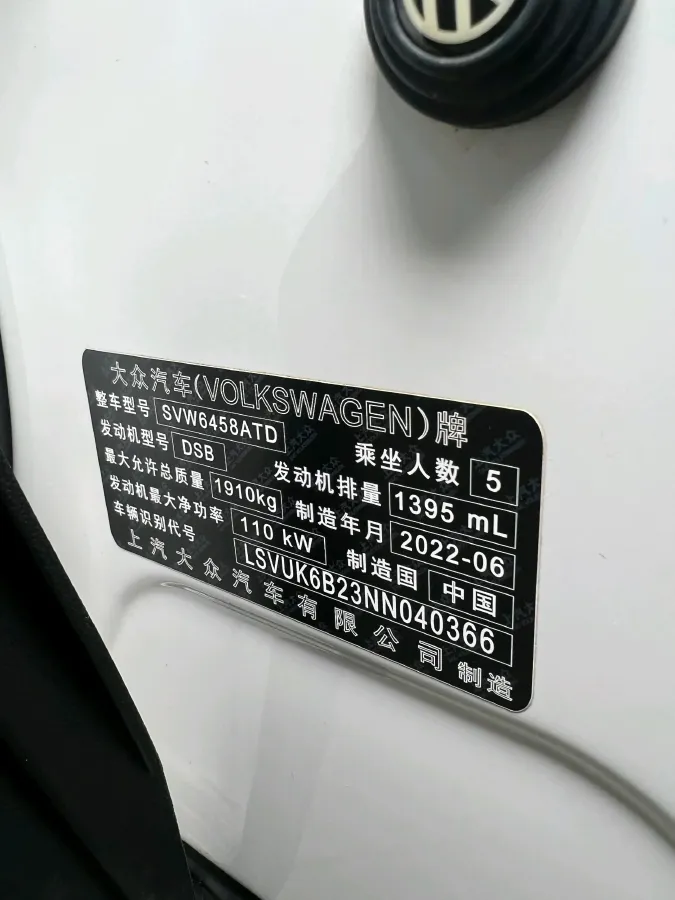 大众汽车(VOLKSWAGEN)牌
整车型号 SVW6458ATD 乘坐人数 5
发动机型号 DSB 发动机排量 1395 mL
最大允许总质量 1910kg 制造年月 2022-06
发动机最大净功率 110 kW 制造国 中国
车辆识别代号 LSVUK6B23NN040366
上汽大众汽车有限公司 制造